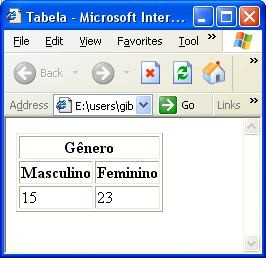 Tabela - Microsoft Inter...
File Edit View Favorites Tool »
Back »
Address E:\users\gib Go Links »
Gênero
Masculino Feminino
15 23